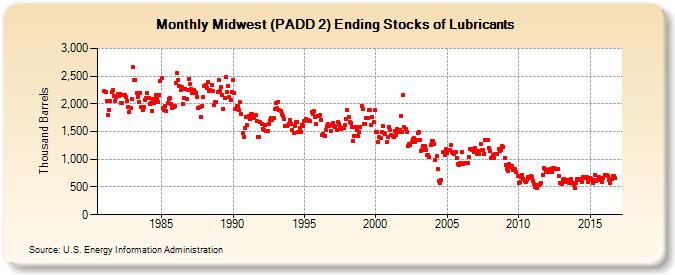 Monthly Midwest (PADD 2) Ending Stocks of Lubricants
Thousand Barrels
3,000
2,500
2,000
1,500
1,000
500
0
1985 1990 1995 2000 2005 2010 2015
Source: U.S. Energy Information Administration